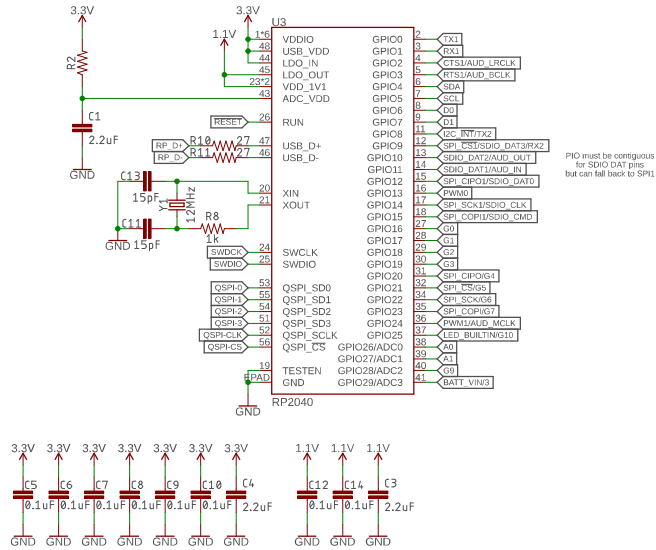 3.3V
3.3V
U3
1.1V
R2
1*6 VDDIO GPIO0 2 TX1
48 USB_VDD GPIO1 3 RX1
44 LDO_IN GPIO2 4 CTS1/AUD_LRCLK
45 LDO_OUT GPIO3 5 RTS1/AUD_BCLK
23*2 VDD_1V1 GPIO4 6 SDA
43 ADC_VDD GPIO5 7 SCL
GPIO6 8 D0
C1
2.2uF
GND
RESET 26 RUN GPIO7 9 D1
GPIO8 11 I2C_INT/TX2
RP_D+ R10 27 47 USB_D+ GPIO9 12 SPI_CS1/SDIO_DAT3/RX2
RP_D- R11 27 46 USB_D- GPIO10 13 SDIO_DAT2/AUD_OUT
GPIO11 14 SDIO_DAT1/AUD_IN
PIO must be contiguous
for SDIO DAT pins
but can fall back to SPI1
C13
15pF
GPIO12 15 SPI_CIPO1/SDIO_DAT0
20 XIN GPIO13 16 PWM0
Y1
12MHz
21 XOUT GPIO14 17 SPI_SCK1/SDIO_CLK
GPIO15 18 SPI_COPI1/SDIO_CMD
C11
15pF
R8
1k
GND
GPIO16 27 G0
GPIO17 28 G1
SWDCK 24 SWCLK GPIO18 29 G2
SWDIO 25 SWDIO GPIO19 30 G3
GPIO20 31 SPI_CIPO/G4
QSPI-0 53 QSPI_SD0 GPIO21 32 SPI_CS/G5
QSPI-1 55 QSPI_SD1 GPIO22 34 SPI_SCK/G6
QSPI-2 54 QSPI_SD2 GPIO23 35 SPI_COPI/G7
QSPI-3 51 QSPI_SD3 GPIO24 36 PWM1/AUD_MCLK
QSPI-CLK 52 QSPI_SCLK GPIO25 37 LED_BUILTIN/G10
QSPI-CS 56 QSPI_CS GPIO26/ADC0 38 A0
GPIO27/ADC1 39 A1
19 TESTEN GPIO28/ADC2 40 G9
EPAD GND GPIO29/ADC3 41 BATT_VIN/3
RP2040
GND
3.3V 3.3V 3.3V 3.3V 3.3V 3.3V 3.3V 1.1V 1.1V 1.1V
C5 C6 C7 C8 C9 C10 C4 C12 C14 C3
0.1uF 0.1uF 0.1uF 0.1uF 0.1uF 0.1uF 2.2uF 0.1uF 0.1uF 2.2uF
GND GND GND GND GND GND GND GND GND GND